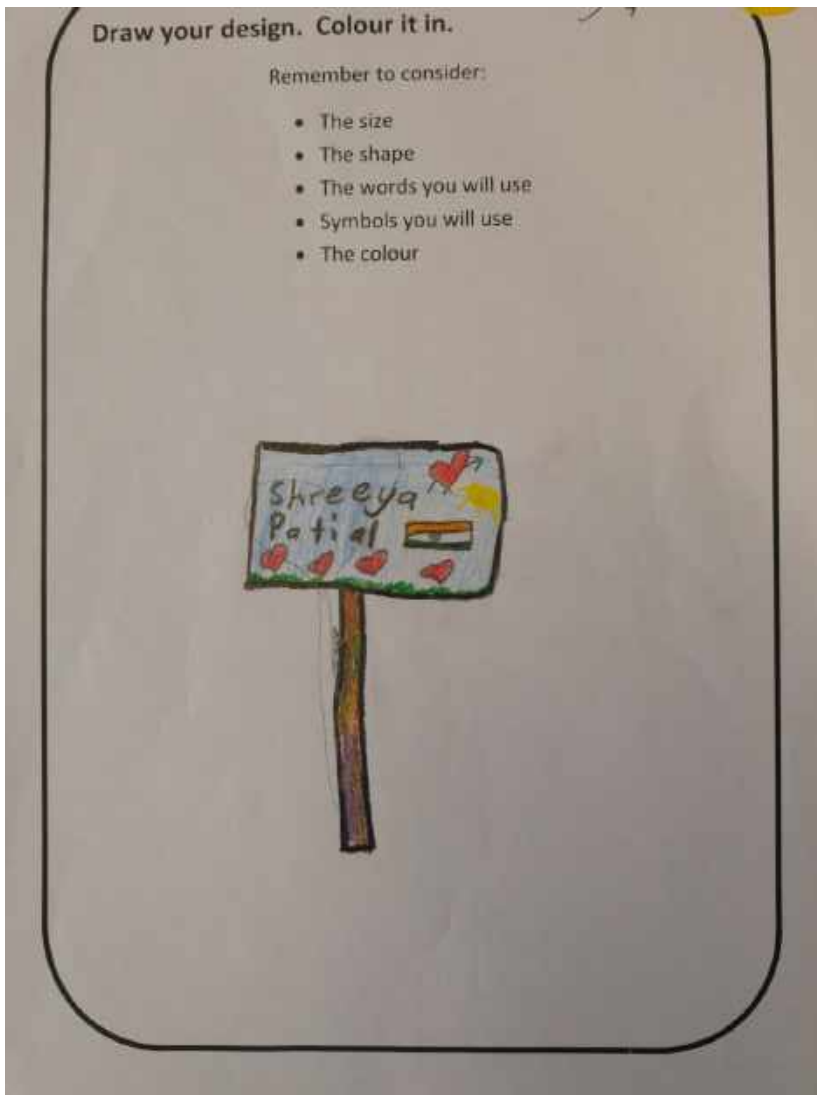 Draw your design. Colour it in.
Remember to consider:
• The size
• The shape
• The words you will use
• Symbols you will use
• The colour
Shreeya
Patial